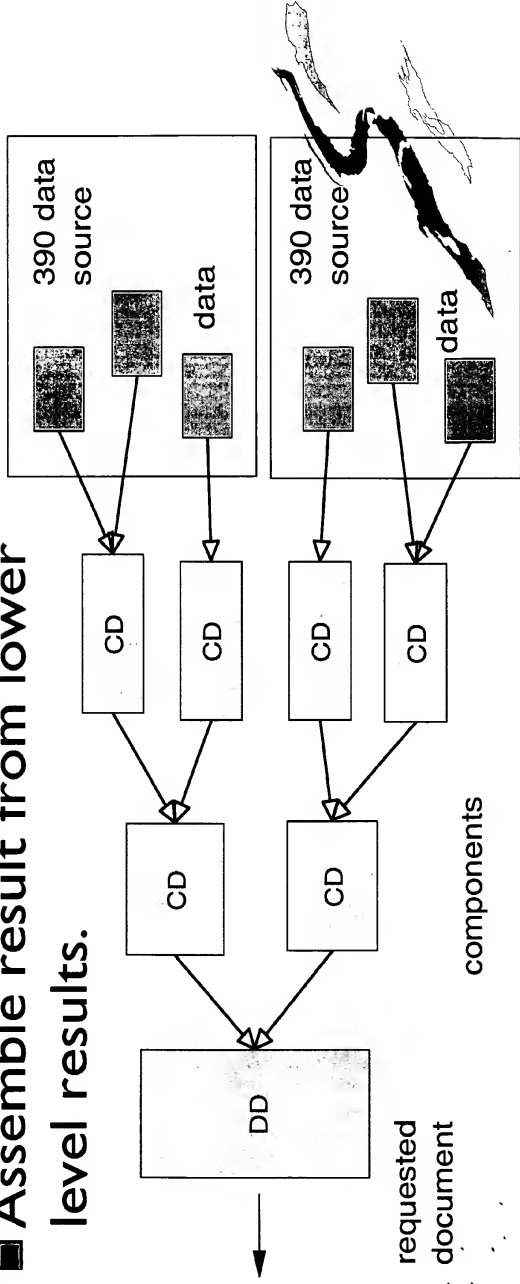 ■ Assemble result from lower
level results.
390 data
source
data
390 data
source
data
CD
CD
CD
CD
CD
CD
DD
components
requested
document